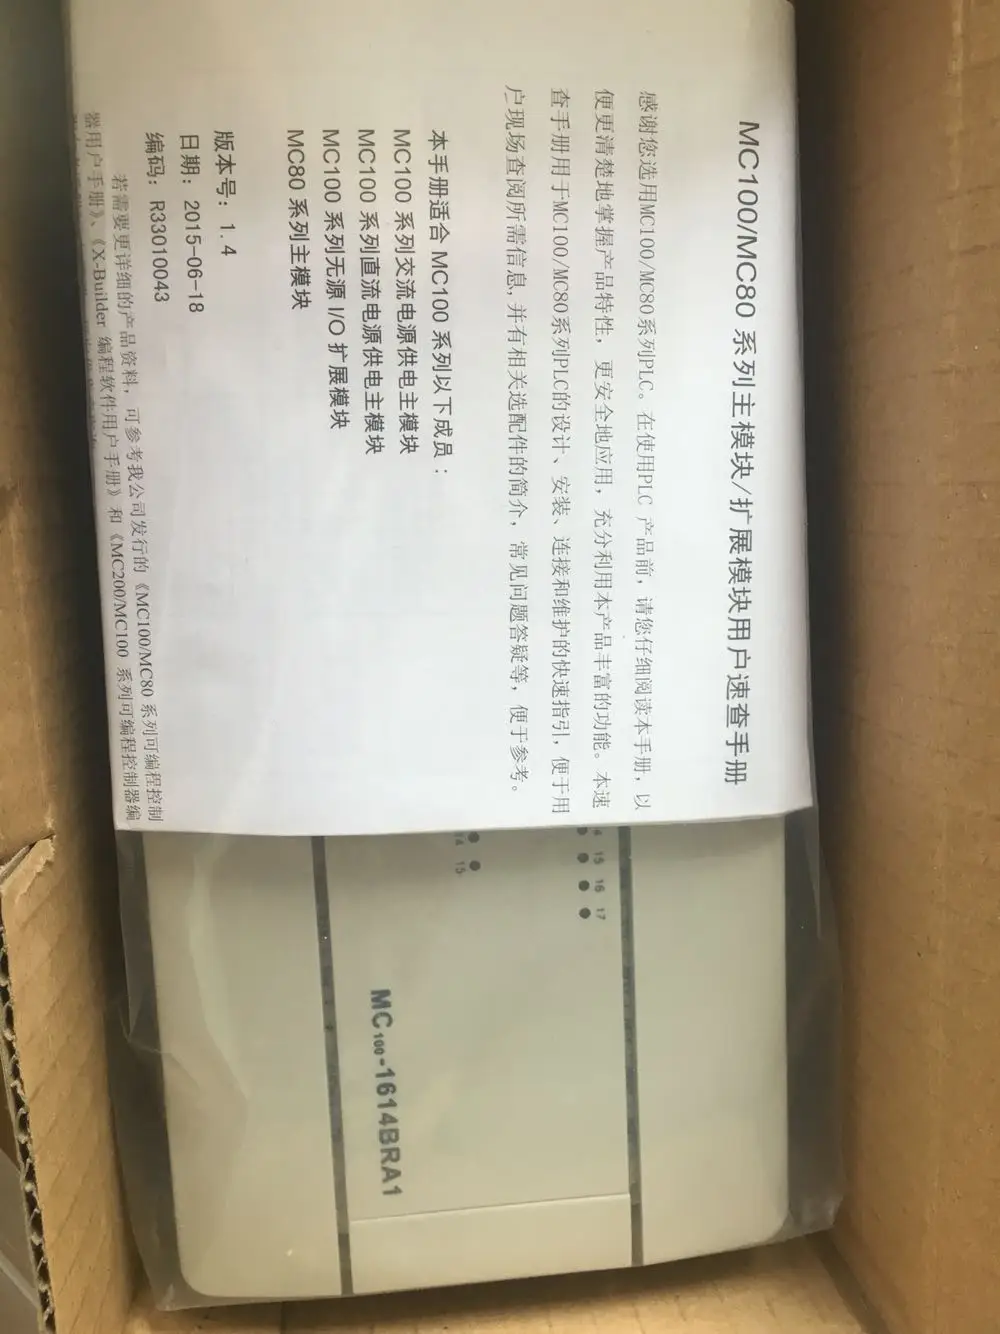 MC100/MC80 系列主模块/扩展模块用户速查手册
感谢您选用MC100/MC80系列PLC。在使用PLC 产品前，请您仔细阅读本手册，以
便更清楚地掌握产品特性，更安全地应用，充分利用本产品丰富的功能。本速
查手册用于MC100/MC80系列PLC的设计、安装、连接和维护的快速指引，便于用
户现场查阅所需信息,并有相关选配件的简介，常见问题答疑等，便于参考。
本手册适合 MC100 系列以下成员：
MC100 系列交流电源供电主模块
MC100 系列直流电源供电主模块
MC100 系列无源 I/O 扩展模块
MC80 系列主模块
版本号：1.4
日期：2015-06-18
编码：R33010043
若需要更详细的产品资料，可参考我公司发行的《MC100/MC80 系列可编程控制
器用户手册》、《X-Builder 编程软件用户手册》和《MC200/MC100 系列可编程控制器编
15 16 17
15
MC100-1614BRA1